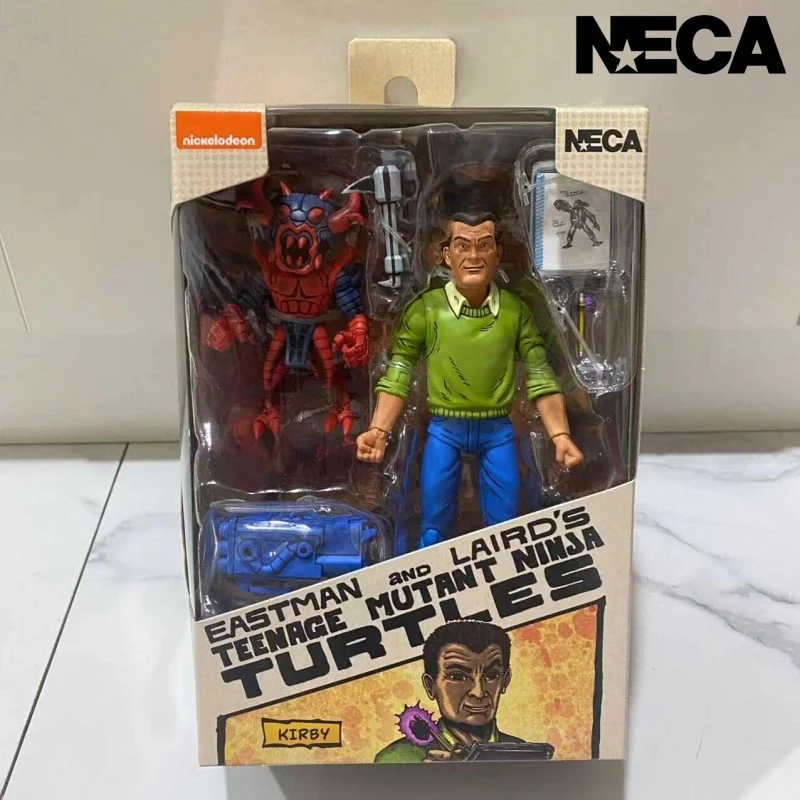 NECA
nickelodeon
NECA
EASTMAN AND LAIRD'S
TEENAGE MUTANT NINJA
TURTLES
KIRBY